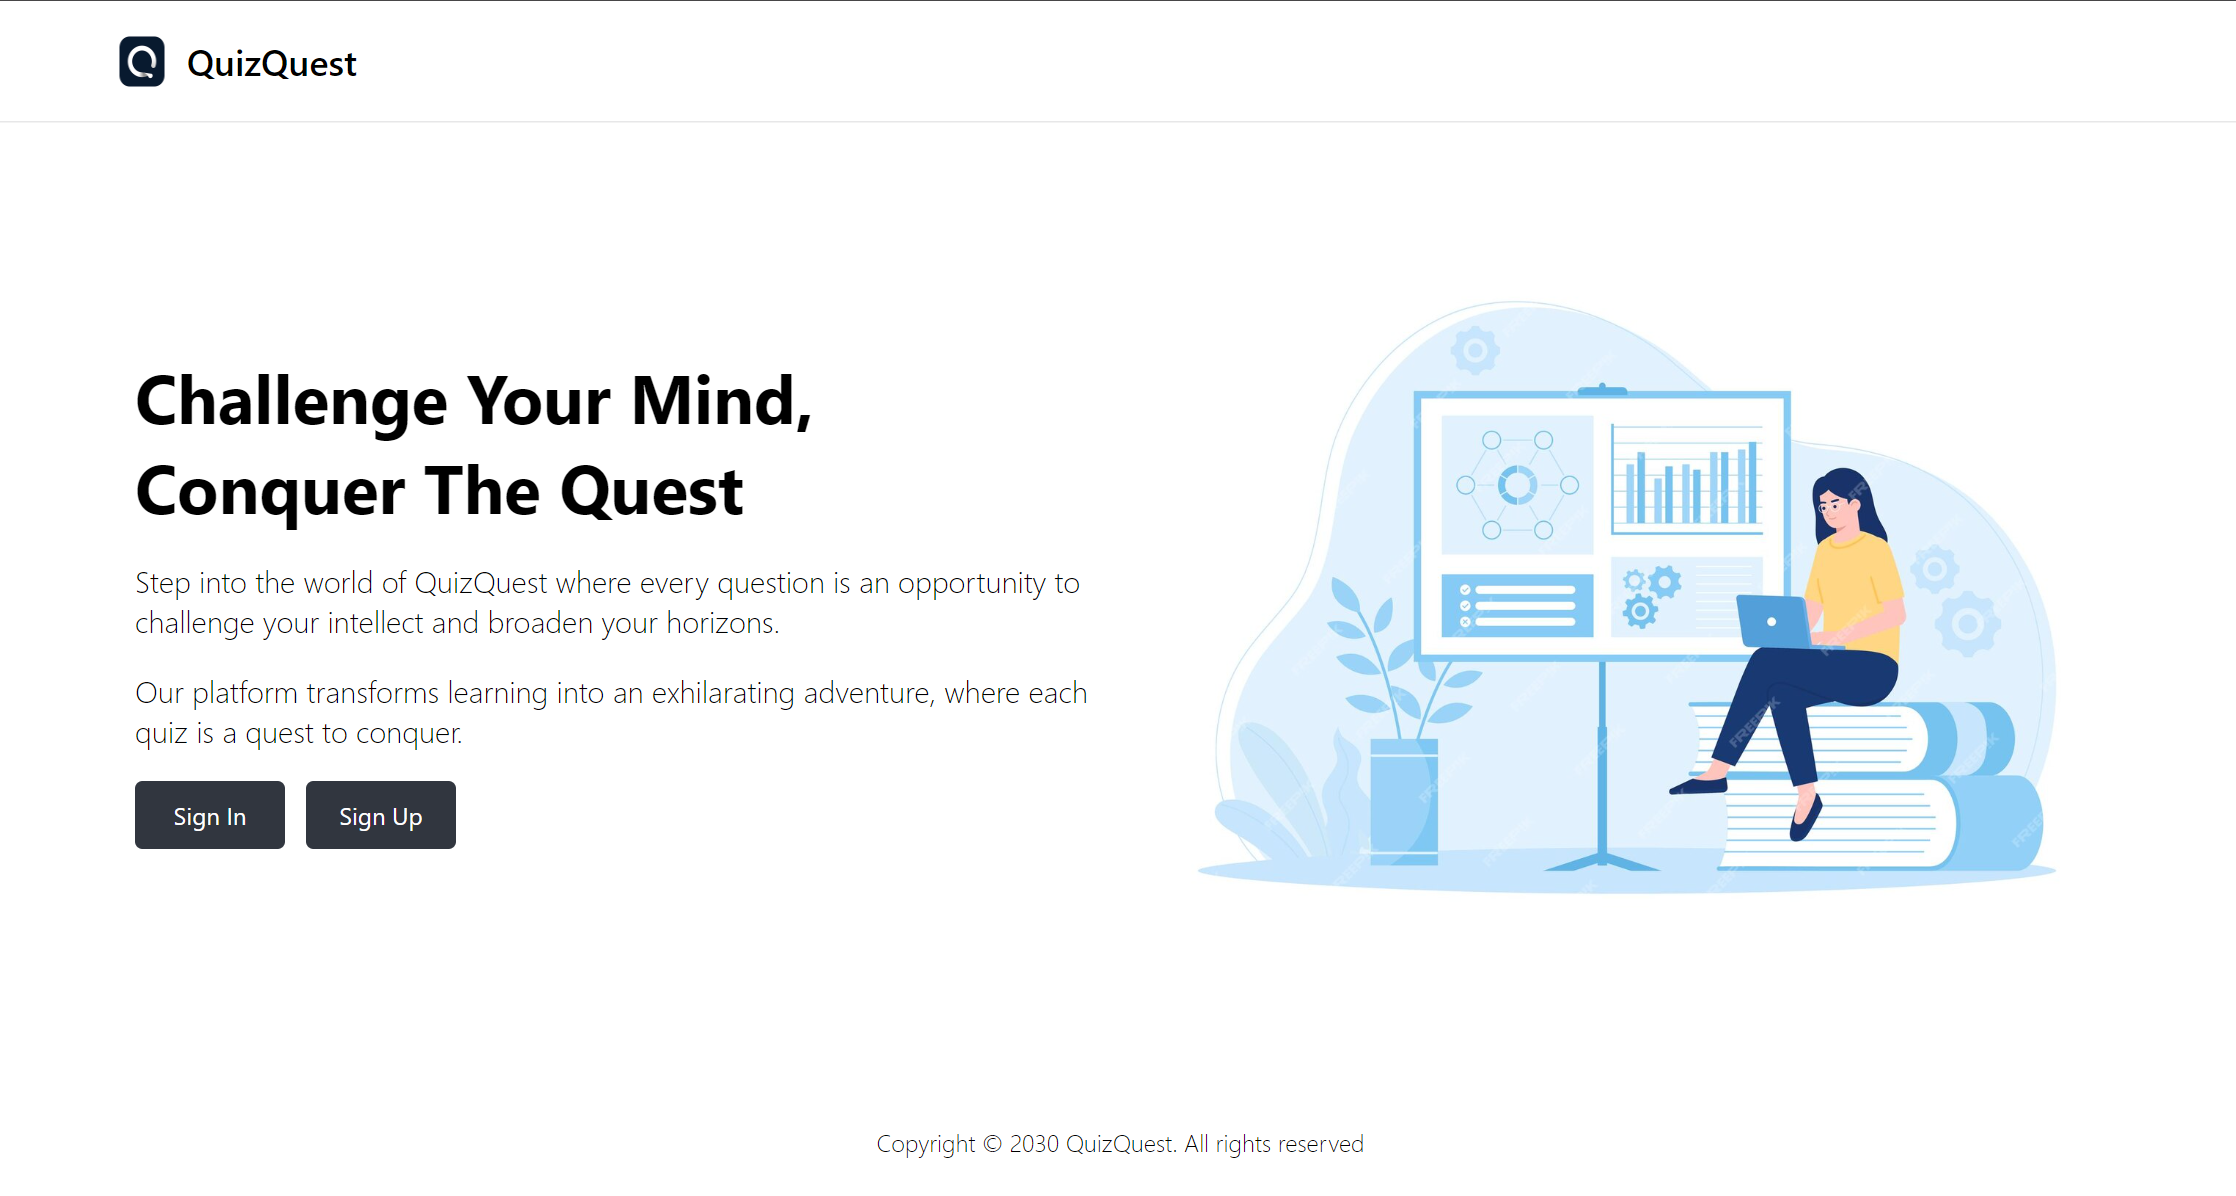 QuizQuest
Challenge Your Mind,
Conquer The Quest
Step into the world of QuizQuest where every question is an opportunity to
challenge your intellect and broaden your horizons.
Our platform transforms learning into an exhilarating adventure, where each
quiz is a quest to conquer.
Sign In
Sign Up
Copyright © 2030 QuizQuest. All rights reserved